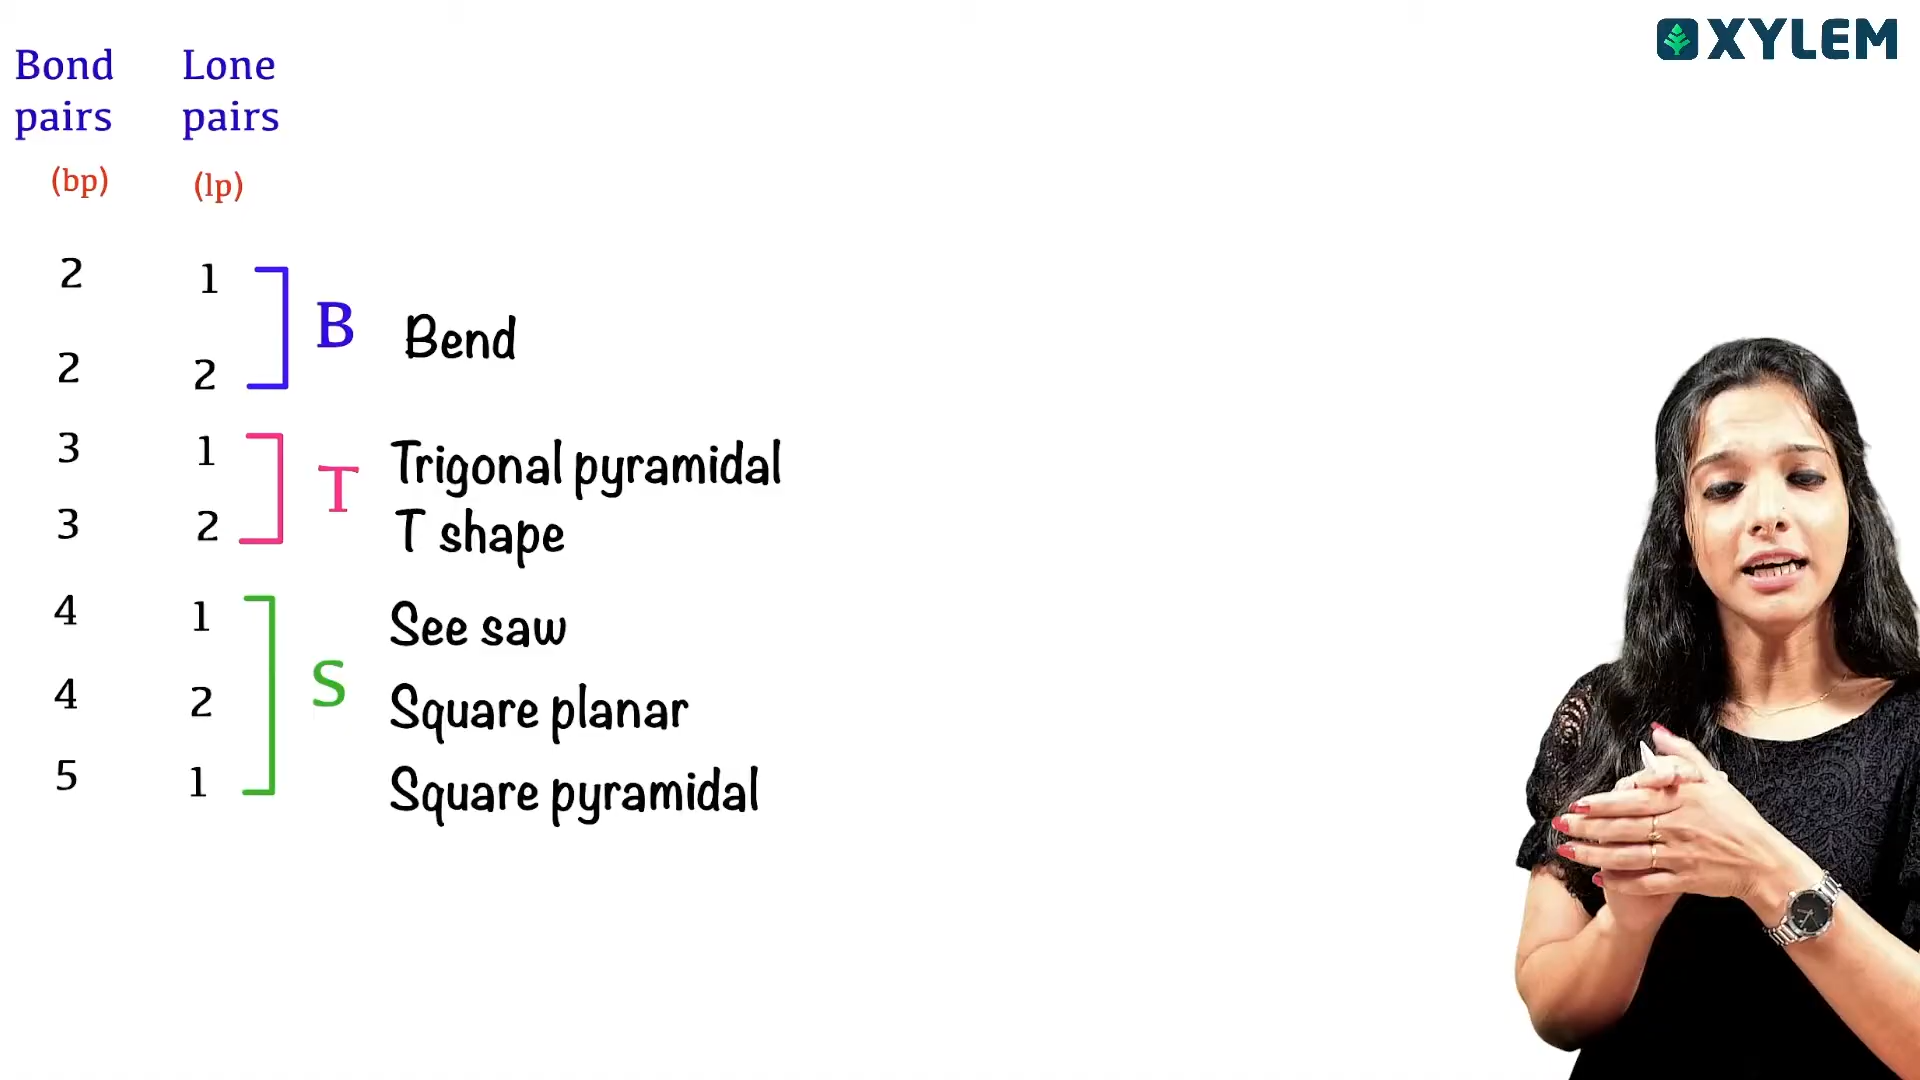 XYLEM
Bond Lone
pairs pairs
(bp) (lp)
2 1
B Bend
2 2
3 1
T Trigonal pyramidal
3 2 T shape
4 1 See saw
S
4 2 Square planar
5 1 Square pyramidal